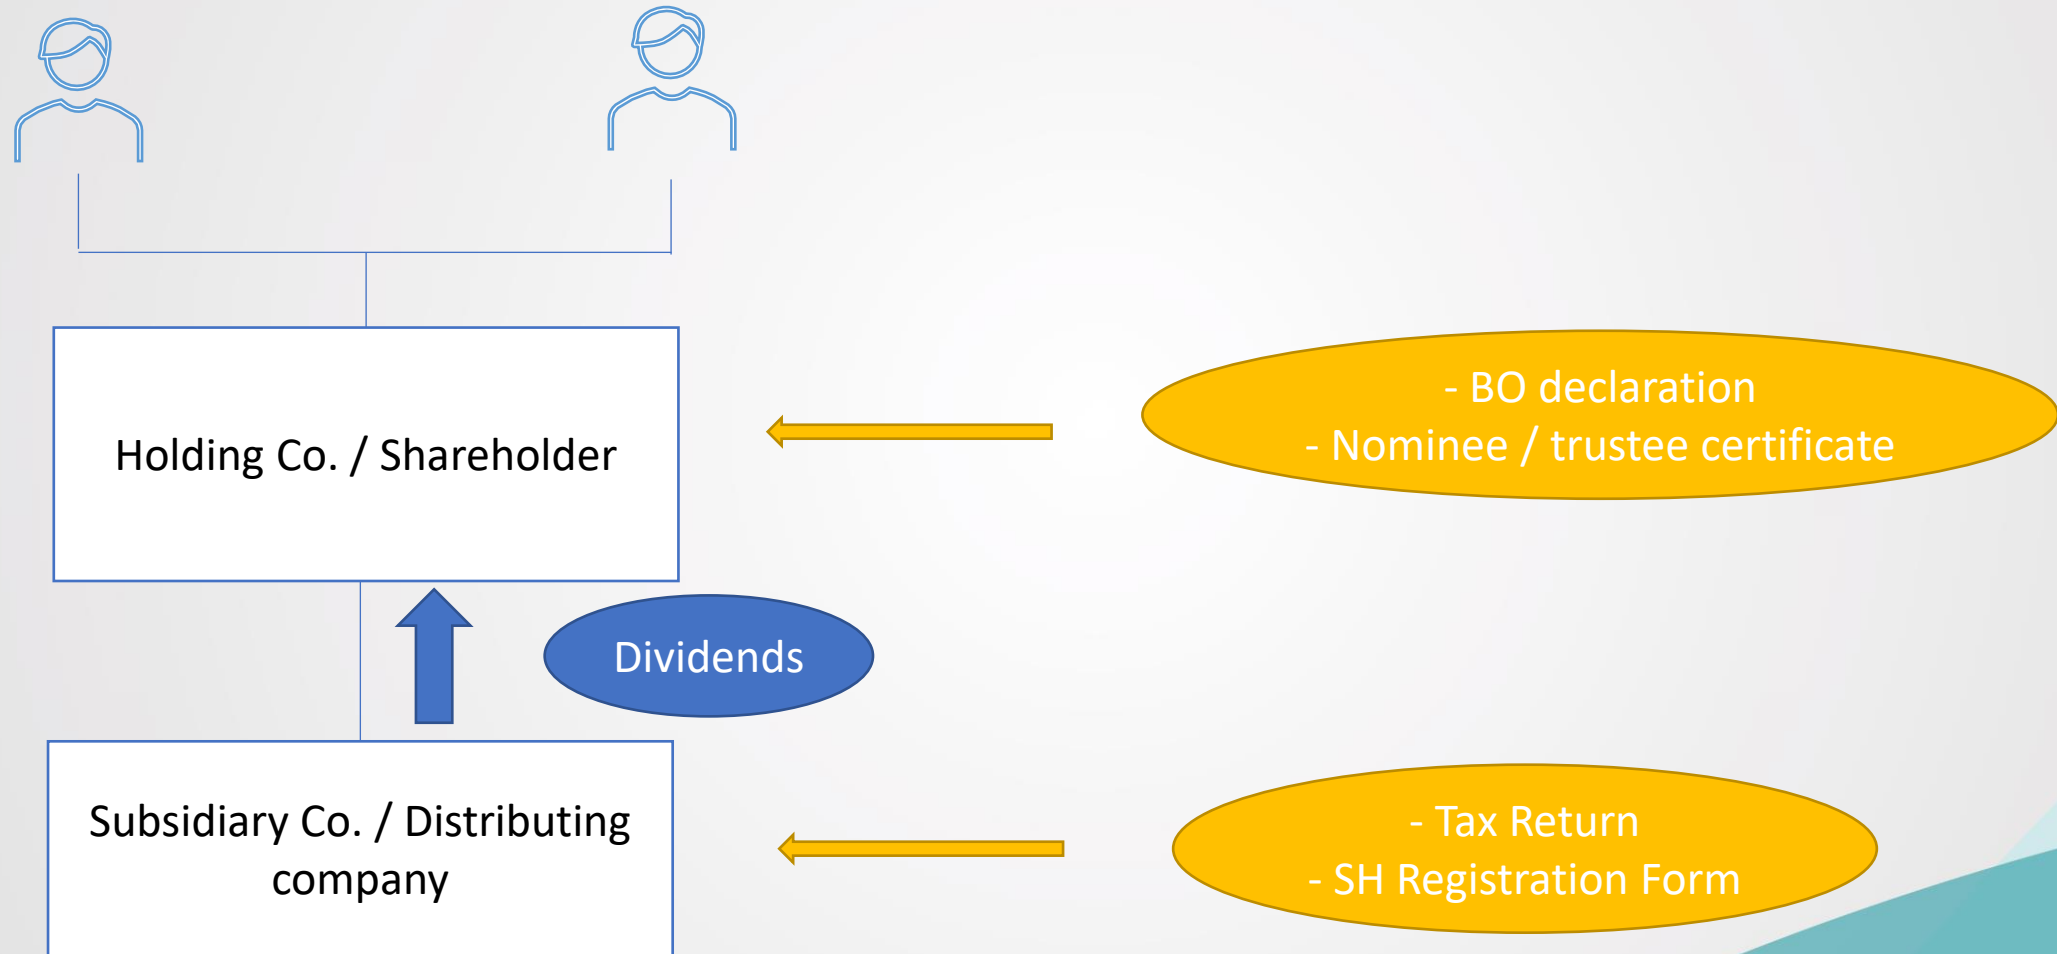 Holding Co. / Shareholder
- BO declaration
- Nominee / trustee certificate
Dividends
Subsidiary Co. / Distributing
company
- Tax Return
- SH Registration Form